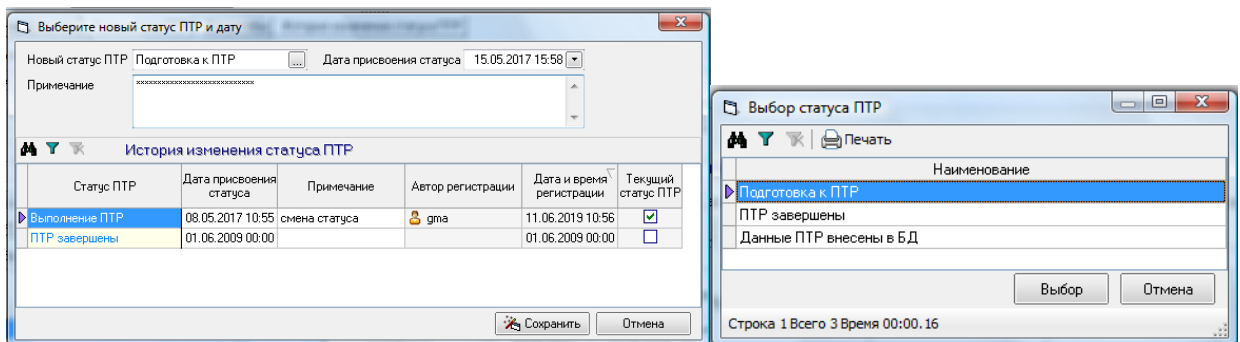 Выберите новый статус ПТР и дату
Новый статус ПТР Подготовка к ПТР ... Дата присвоения статуса 15.05.2017 15:58
Примечание xxxxxxxxxxxxxxxxxxxxxxxxxxxx
История изменения статуса ПТР
Статус ПТР Дата присвоения статуса Примечание Автор регистрации Дата и время регистрации Текущий статус ПТР
Выполнение ПТР 08.05.2017 10:55 смена статуса gma 11.06.2019 10:56
ПТР завершены 01.06.2009 00:00 01.06.2009 00:00
Сохранить Отмена
Выбор статуса ПТР
Печать
Наименование
Подготовка к ПТР
ПТР завершены
Данные ПТР внесены в БД
Выбор Отмена
Строка 1 Всего 3 Время 00:00.16